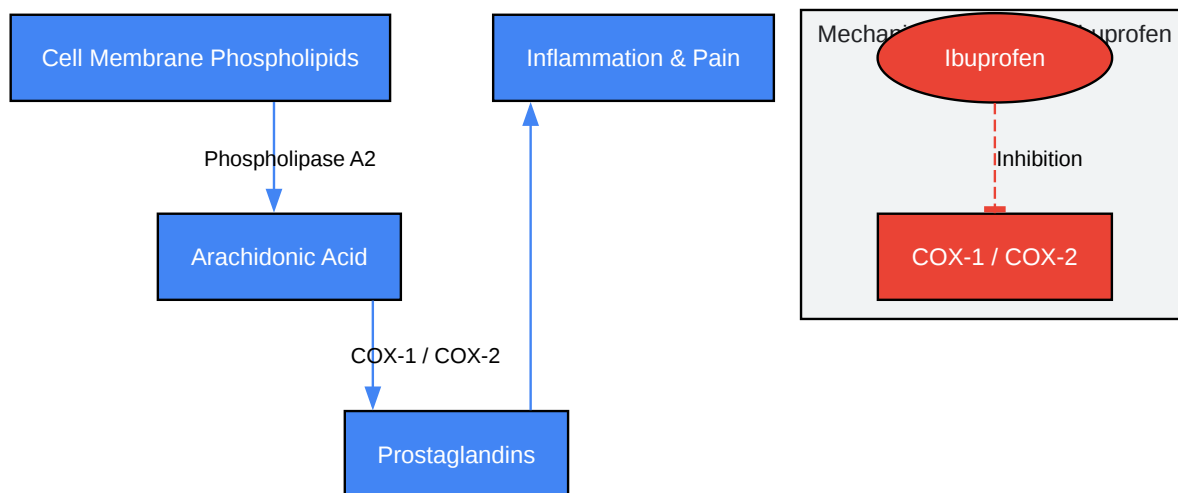 Cell Membrane Phospholipids
Inflammation & Pain
Ibuprofen
Phospholipase A2
Inhibition
Arachidonic Acid
COX-1 / COX-2
COX-1 / COX-2
Prostaglandins